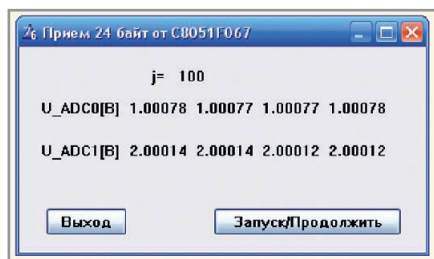 Прием 24 байт от C8051F067
j= 100
U_ADC0[В] 1.00078 1.00077 1.00077 1.00078
U_ADC1[В] 2.00014 2.00014 2.00012 2.00012
Выход Запуск/Продолжить